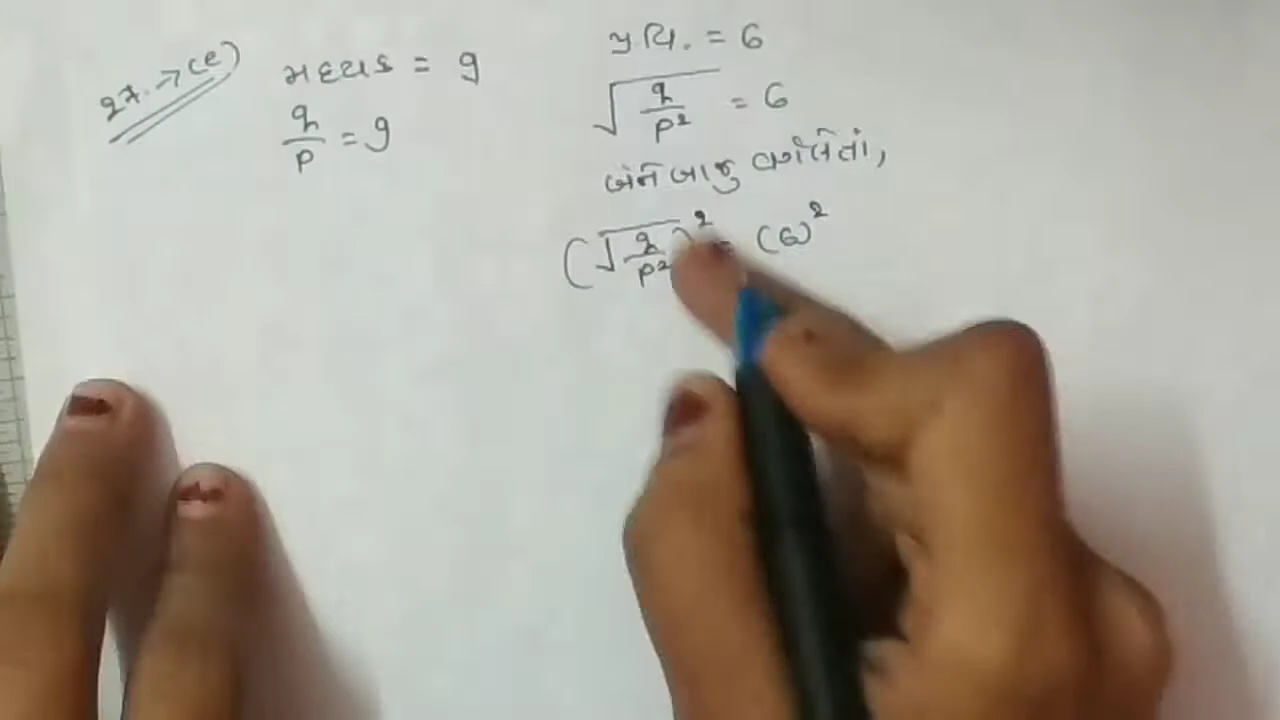 મધ્યક = 9
q/p = 9
પ્ર.વિ. = 6
√(q/p²) = 6
બંને બાજુ વર્ગ લેતાં,
(√(q/p²))² = (6)²